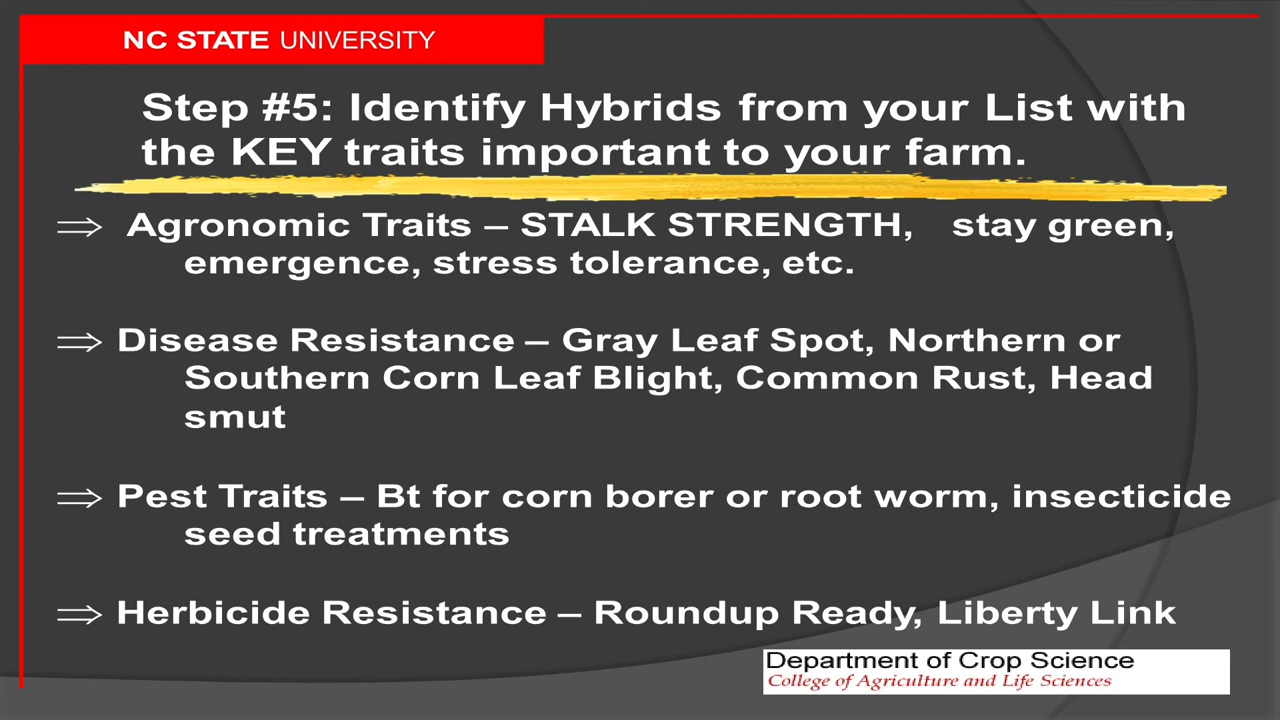 NC STATE UNIVERSITY
Step #5: Identify Hybrids from your List with
the KEY traits important to your farm.
⇒ Agronomic Traits – STALK STRENGTH, stay green,
emergence, stress tolerance, etc.
⇒ Disease Resistance – Gray Leaf Spot, Northern or
Southern Corn Leaf Blight, Common Rust, Head
smut
⇒ Pest Traits – Bt for corn borer or root worm, insecticide
seed treatments
⇒ Herbicide Resistance – Roundup Ready, Liberty Link
Department of Crop Science
College of Agriculture and Life Sciences